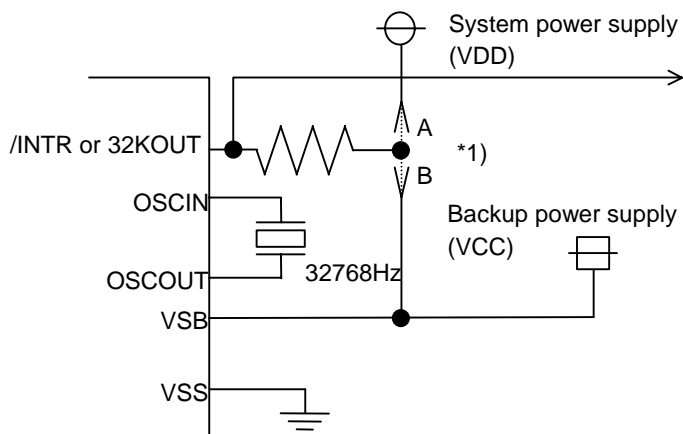 System power supply
(VDD)
A
/INTR or 32KOUT
*1)
B
OSCIN
Backup power supply
(VCC)
OSCOUT
32768Hz
VSB
VSS